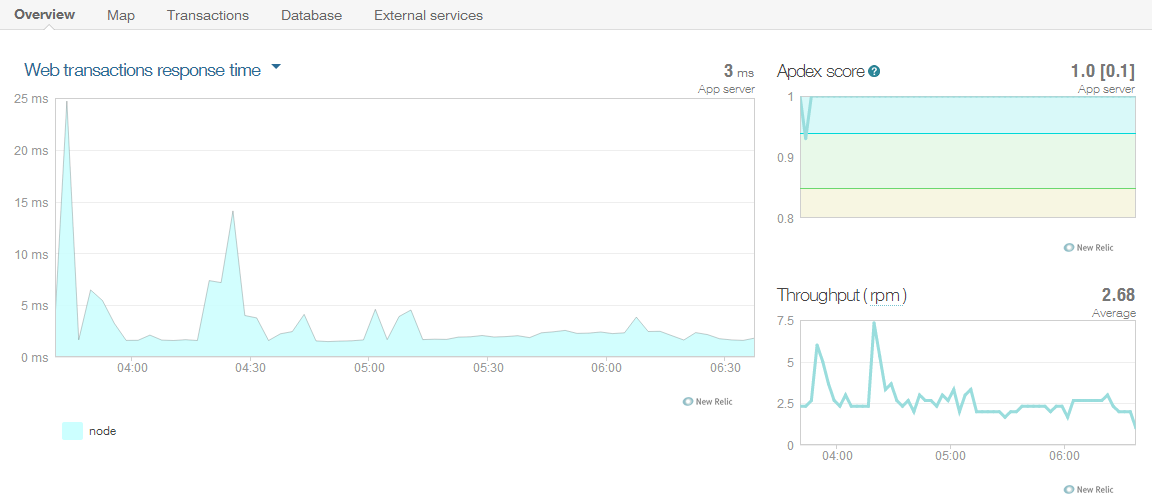 Overview Map Transactions Database External services
Web transactions response time
3 ms
App server
25 ms
20 ms
15 ms
10 ms
5 ms
0 ms
04:00 04:30 05:00 05:30 06:00 06:30
New Relic
node
Apdex score ?
1.0 [0.1]
App server
1
0.9
0.8
New Relic
Throughput ( rpm )
2.68
Average
7.5
5
2.5
0
04:00 05:00 06:00
New Relic